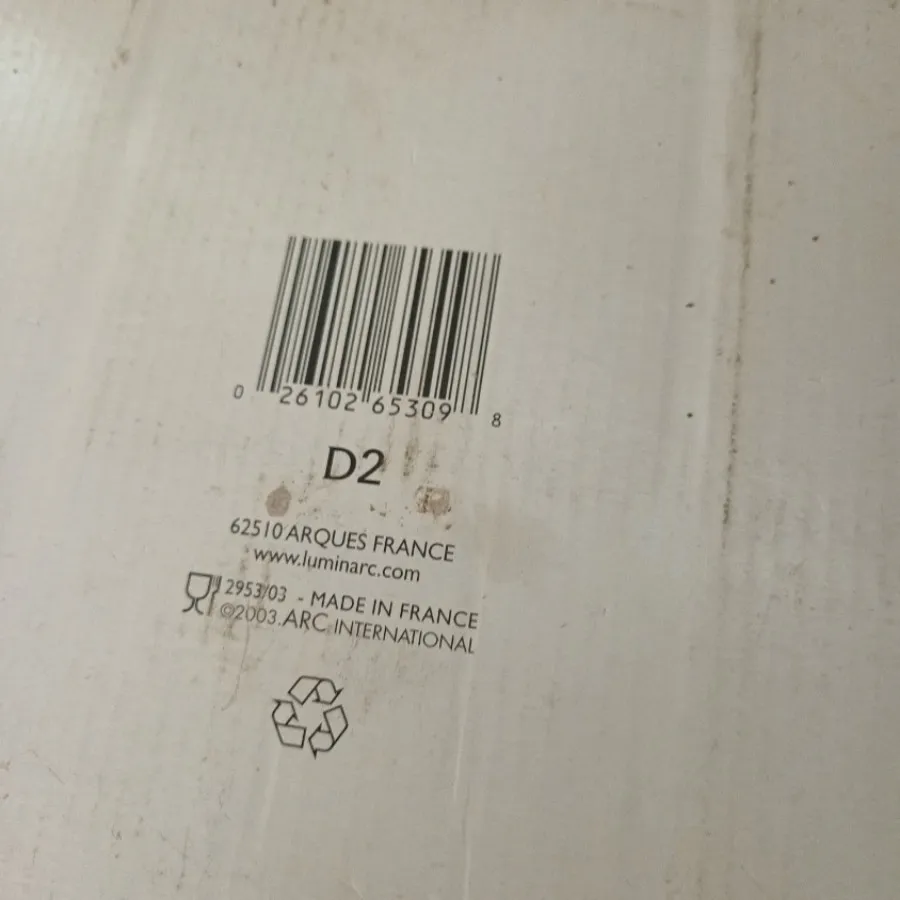 0 26102 65309 8
D2
62510 ARQUES FRANCE
www.luminarc.com
2953/03 - MADE IN FRANCE
©2003.ARC INTERNATIONAL